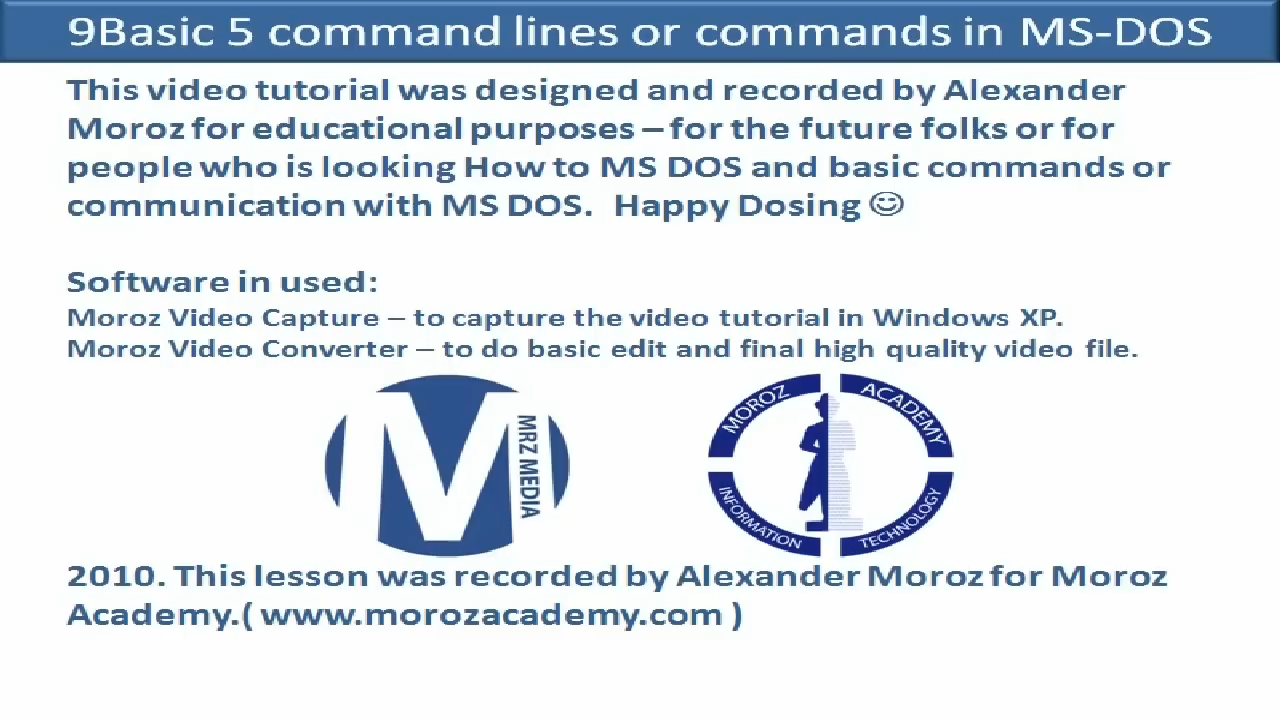 9Basic 5 command lines or commands in MS-DOS
This video tutorial was designed and recorded by Alexander
Moroz for educational purposes – for the future folks or for
people who is looking How to MS DOS and basic commands or
communication with MS DOS.  Happy Dosing ☺
Software in used:
Moroz Video Capture – to capture the video tutorial in Windows XP.
Moroz Video Converter – to do basic edit and final high quality video file.
M
MRZ MEDIA
MOROZ ACADEMY
INFORMATION TECHNOLOGY
2010. This lesson was recorded by Alexander Moroz for Moroz
Academy.( www.morozacademy.com )